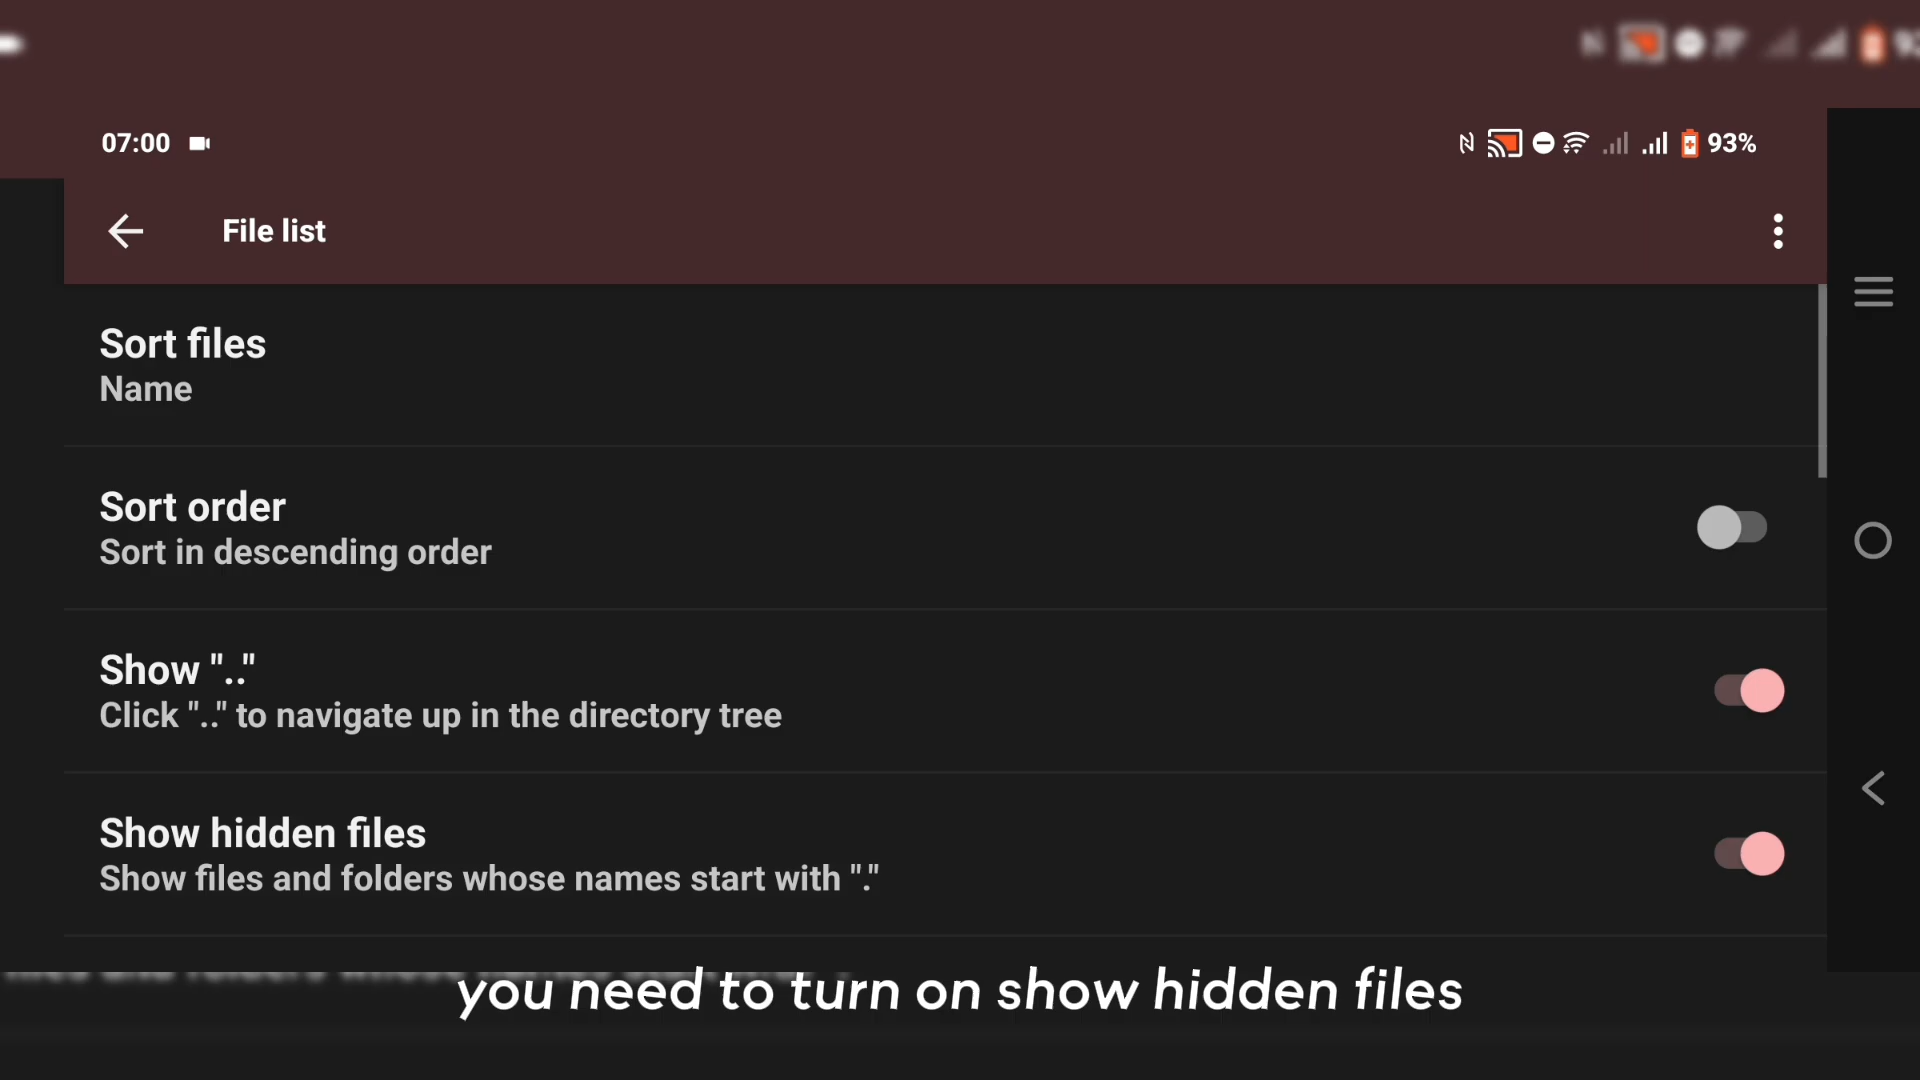 07:00
93%
File list
Sort files
Name
Sort order
Sort in descending order
Show ".."
Click ".." to navigate up in the directory tree
Show hidden files
Show files and folders whose names start with "."
you need to turn on show hidden files